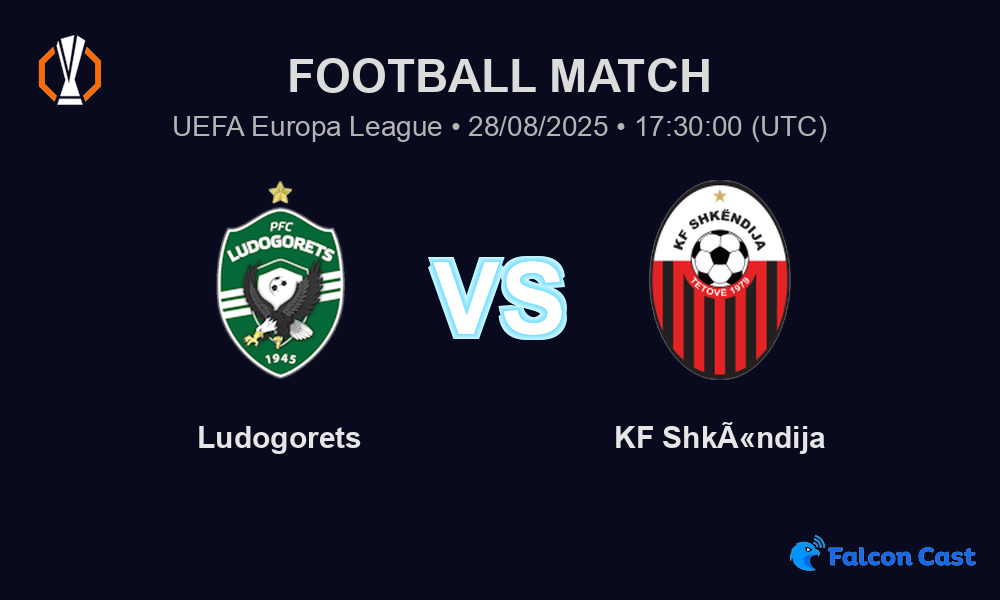 FOOTBALL MATCH
UEFA Europa League • 28/08/2025 • 17:30:00 (UTC)
PFC
LUDOGORETS
1945
KF SHKËNDIJA
TETOVË 1979
VS
Ludogorets
KF ShkÃ«ndija
Falcon Cast